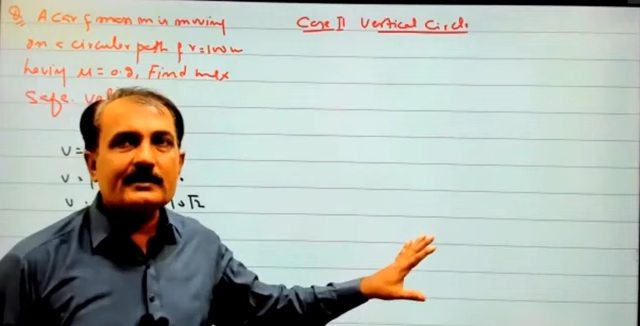 Q, A car of mass m is moving
on a circular path of r=100m
having μ = 0.2, Find max
Safe.
v=
v =
v √2
Case II Vertical Circle